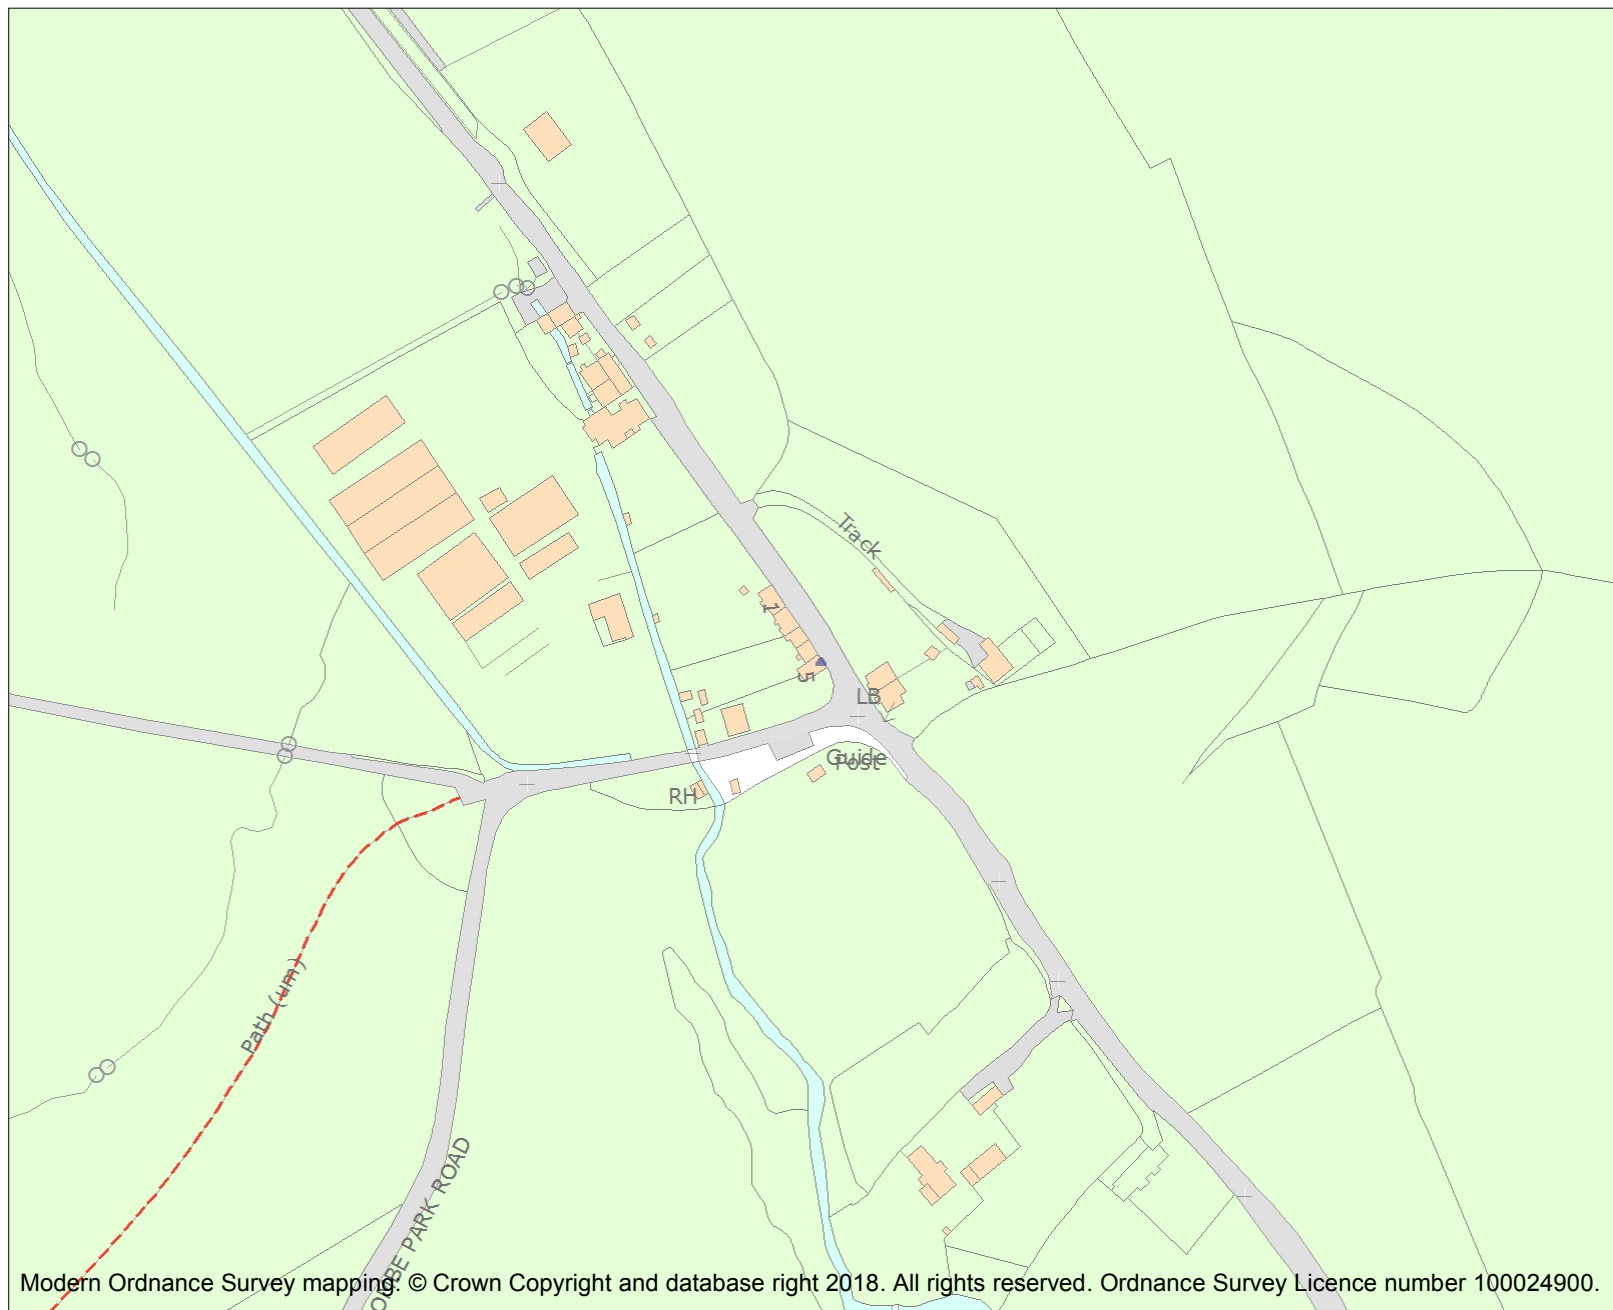 Track
1
5
LB
Guide
Post
RH
Path (um)
PARK ROAD
Modern Ordnance Survey mapping: © Crown Copyright and database right 2018. All rights reserved. Ordnance Survey Licence number 100024900.